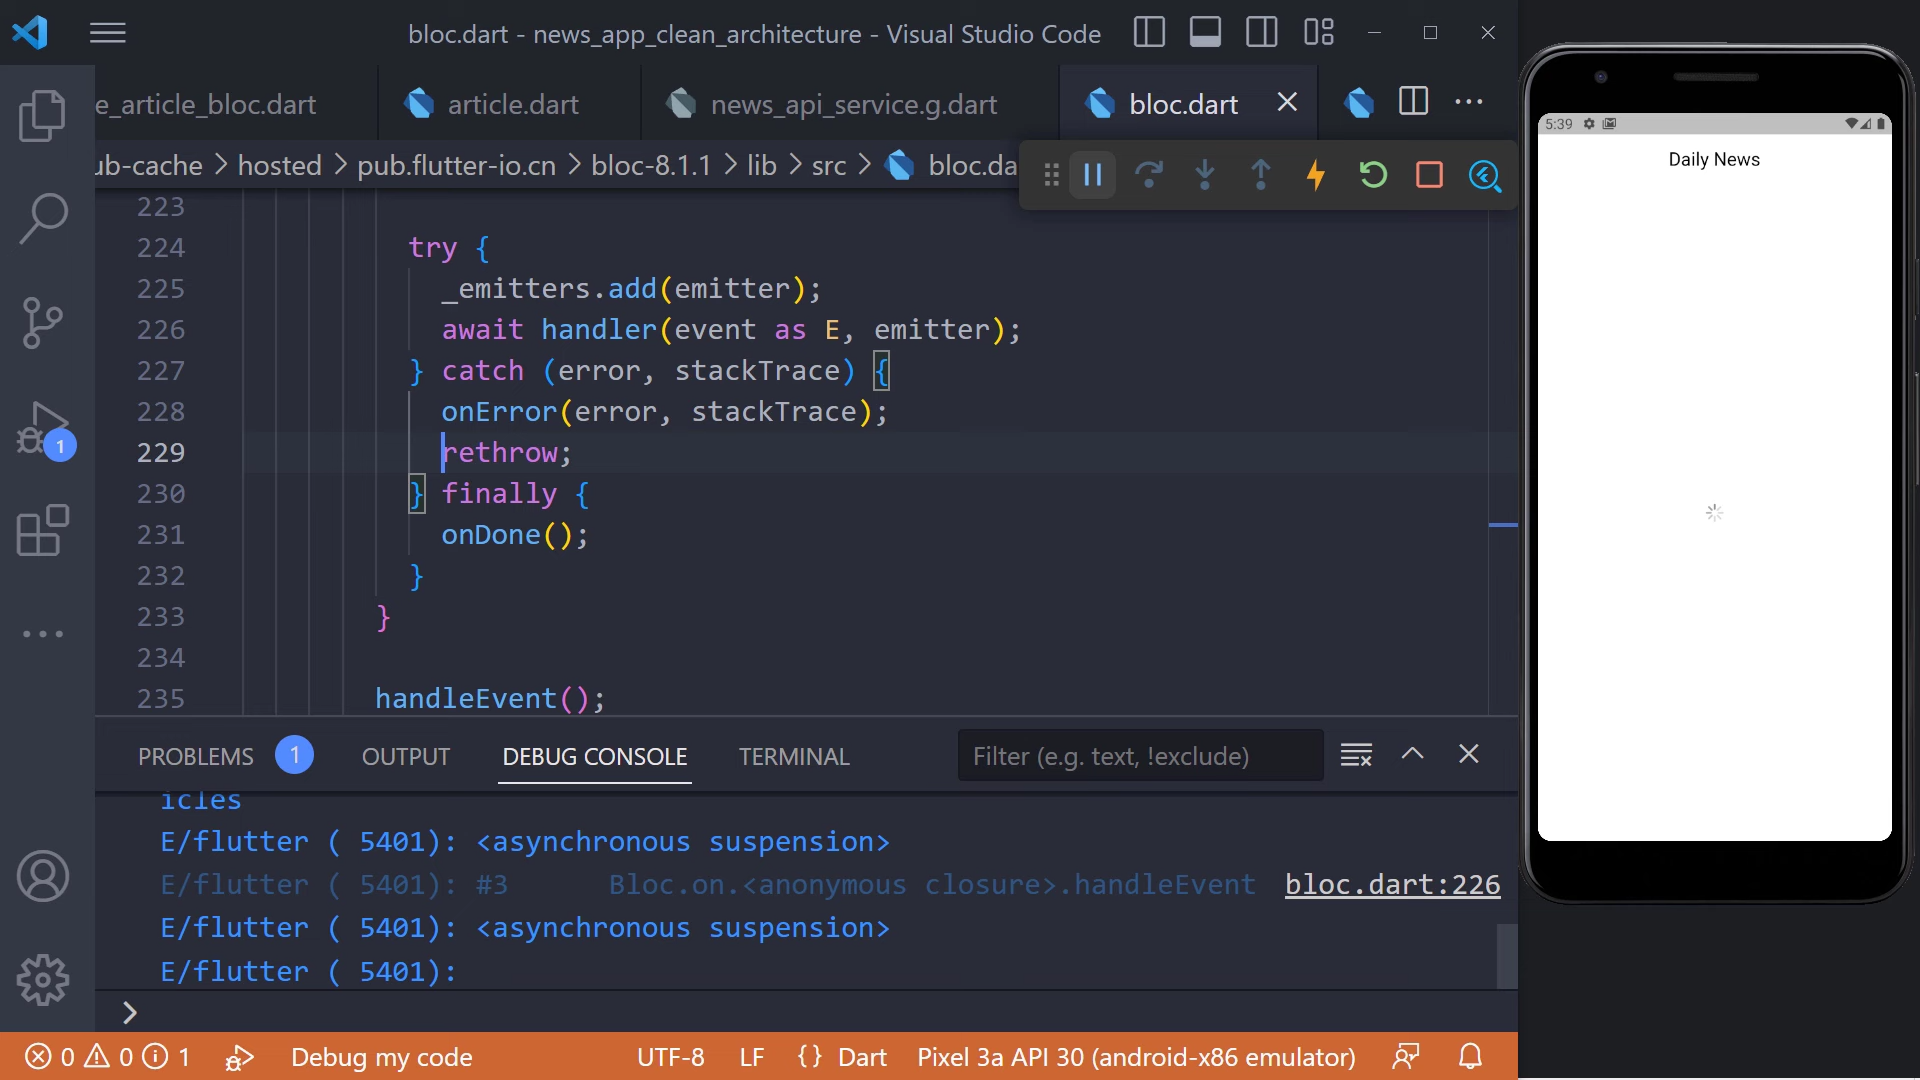 bloc.dart - news_app_clean_architecture - Visual Studio Code
e_article_bloc.dart
article.dart
news_api_service.g.dart
bloc.dart
ub-cache > hosted > pub.flutter-io.cn > bloc-8.1.1 > lib > src > bloc.da
223
224 try {
225 _emitters.add(emitter);
226 await handler(event as E, emitter);
227 } catch (error, stackTrace) {
228 onError(error, stackTrace);
229 rethrow;
230 } finally {
231 onDone();
232 }
233 }
234
235 handleEvent();
1
PROBLEMS 1 OUTPUT DEBUG CONSOLE TERMINAL Filter (e.g. text, !exclude)
icles
E/flutter ( 5401): <asynchronous suspension>
E/flutter ( 5401): #3 Bloc.on.<anonymous closure>.handleEvent bloc.dart:226
E/flutter ( 5401): <asynchronous suspension>
E/flutter ( 5401):
>
0 0 1 Debug my code UTF-8 LF {} Dart Pixel 3a API 30 (android-x86 emulator)
5:39
Daily News